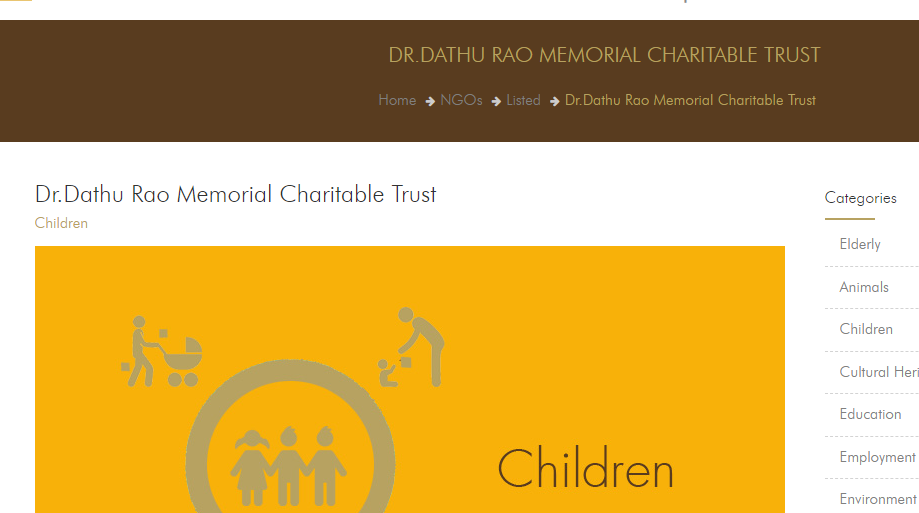 DR.DATHU RAO MEMORIAL CHARITABLE TRUST
Home NGOs Listed Dr.Dathu Rao Memorial Charitable Trust
Dr.Dathu Rao Memorial Charitable Trust
Children
Children
Categories
Elderly
Animals
Children
Cultural Heri
Education
Employment
Environment